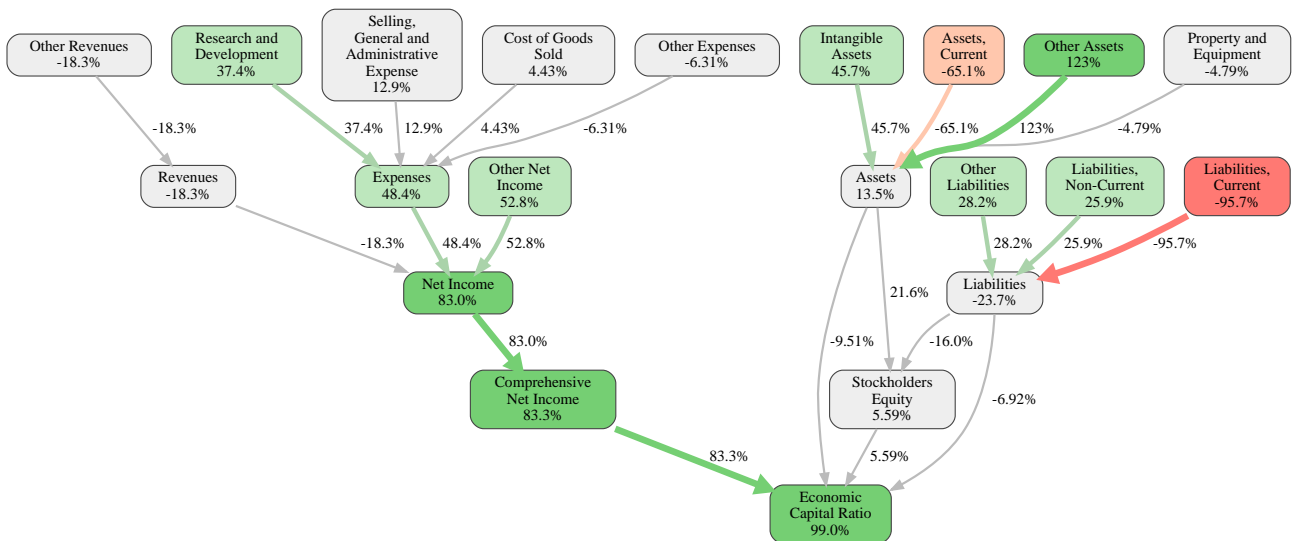 Other Revenues
-18.3%
Research and
Development
37.4%
Selling,
General and
Administrative
Expense
12.9%
Cost of Goods
Sold
4.43%
Other Expenses
-6.31%
Intangible
Assets
45.7%
Assets,
Current
-65.1%
Other Assets
123%
Property and
Equipment
-4.79%
-18.3%
37.4%
12.9%
4.43%
-6.31%
45.7%
-65.1%
123%
-4.79%
Revenues
-18.3%
Expenses
48.4%
Other Net
Income
52.8%
Assets
13.5%
Other
Liabilities
28.2%
Liabilities,
Non-Current
25.9%
Liabilities,
Current
-95.7%
-18.3%
48.4%
52.8%
28.2%
25.9%
-95.7%
Net Income
83.0%
21.6%
Liabilities
-23.7%
83.0%
-9.51%
-16.0%
Comprehensive
Net Income
83.3%
Stockholders
Equity
5.59%
-6.92%
83.3%
5.59%
Economic
Capital Ratio
99.0%